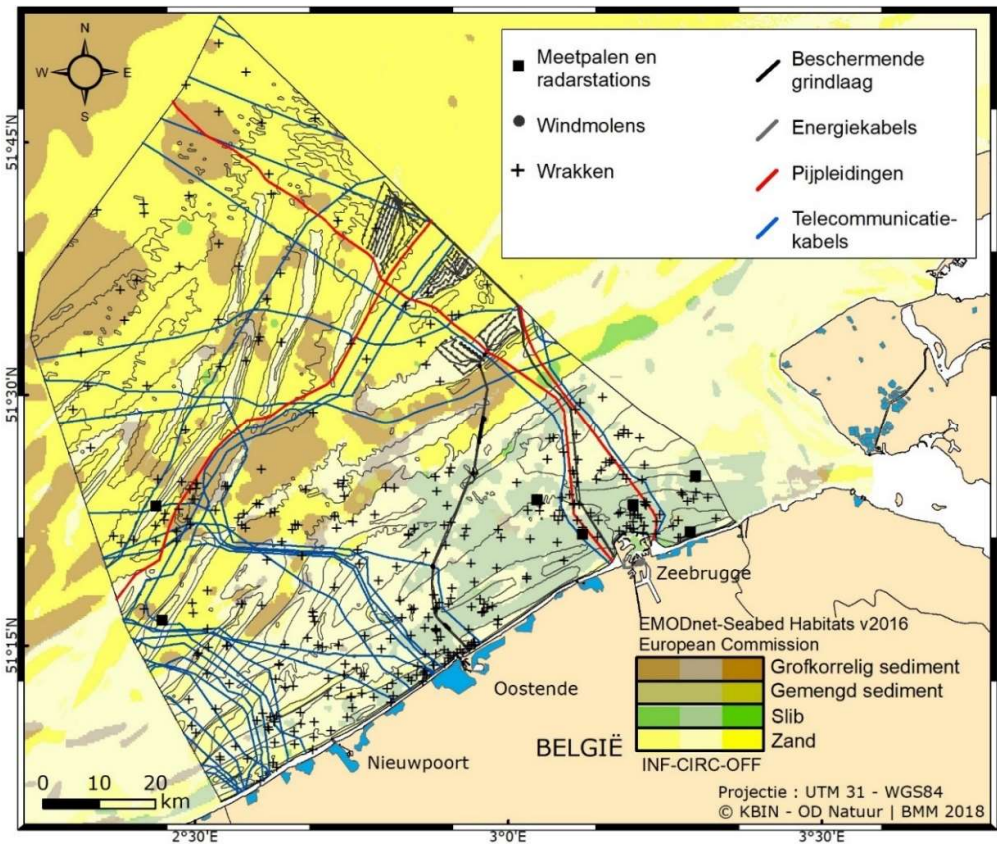 N
W E
S
Meetpalen en
radarstations
Windmolens
Wrakken
Beschermende
grindlaag
Energiekabels
Pijpleidingen
Telecommunicatie-
kabels
51°45'N
51°30'N
51°15'N
Zeebrugge
Oostende
Nieuwpoort
BELGIË
EMODnet-Seabed Habitats v2016
European Commission
Grofkorrelig sediment
Gemengd sediment
Slib
Zand
INF-CIRC-OFF
0 10 20
km
Projectie : UTM 31 - WGS84
© KBIN - OD Natuur | BMM 2018
2°30'E 3°0'E 3°30'E